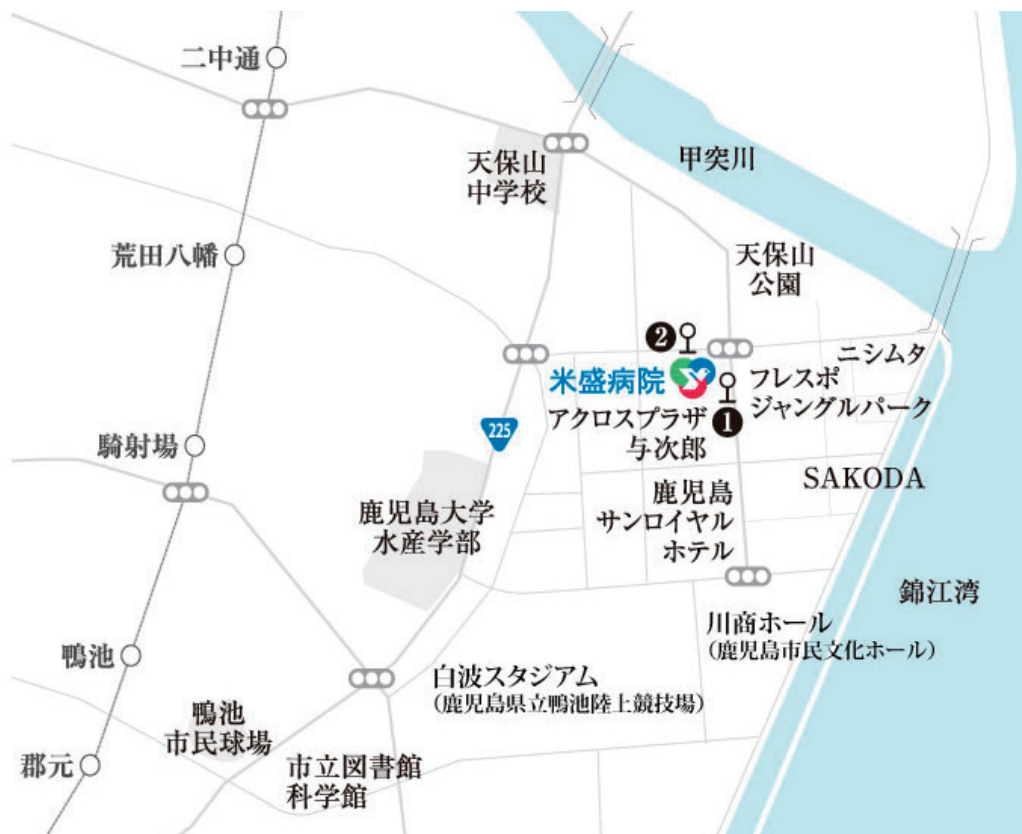 二中通
天保山
中学校
甲突川
荒田八幡
天保山
公園
2
ニシムタ
米盛病院
フレスポ
ジャングルパーク
アクロスプラザ
与次郎
1
225
騎射場
SAKODA
鹿児島大学
水産学部
鹿児島
サンロイヤル
ホテル
錦江湾
川商ホール
(鹿児島市民文化ホール)
鴨池
白波スタジアム
(鹿児島県立鴨池陸上競技場)
鴨池
市民球場
郡元
市立図書館
科学館